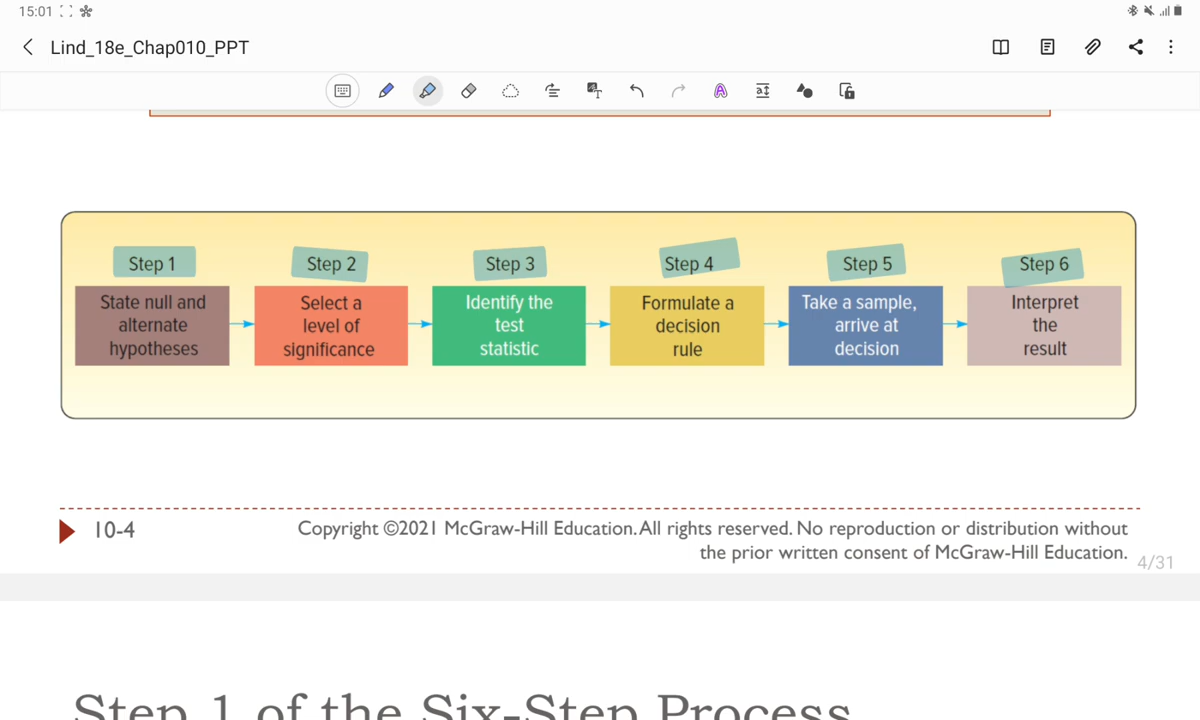 15:01
Lind_18e_Chap010_PPT
Step 1
State null and
alternate
hypotheses
Step 2
Select a
level of
significance
Step 3
Identify the
test
statistic
Step 4
Formulate a
decision
rule
Step 5
Take a sample,
arrive at
decision
Step 6
Interpret
the
result
10-4
Copyright ©2021 McGraw-Hill Education. All rights reserved. No reproduction or distribution without
the prior written consent of McGraw-Hill Education.
4/31
Step 1 of the Six-Step Process